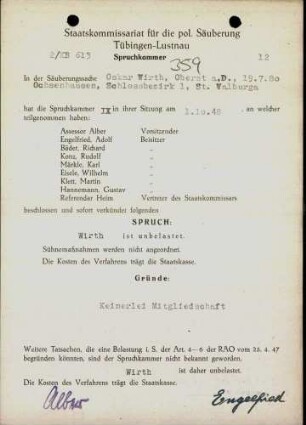 Staatskommissariat für die pol. Säuberung
Tübingen-Lustnau
2/KB 613
Spruchkammer
359
12
In der Säuberungssache Oskar Wirth, Oberst a.D., 19.7.80
Ochsenhausen, Schlossbezirk 1, St. Walburga
hat die Spruchkammer IX in ihrer Sitzung am 1.10.48 an welcher
teilgenommen haben:
Assessor Alber Vorsitzender
Engelfried, Adolf Beisitzer
Bäder, Richard „
Konz, Rudolf „
Märkle, Karl „
Eisele, Wilhelm „
Klett, Martin „
Hannemann, Gustav „
Referendar Heim Vertreter des Staatskommissars
beschlossen und sofort verkündet folgenden
SPRUCH:
Wirth ist unbelastet.
Sühnemaßnahmen werden nicht angeordnet.
Die Kosten des Verfahrens trägt die Staatskasse.
Gründe:
Keinerlei Mitgliedschaft
Weitere Tatsachen, die eine Belastung i. S. der Art. 4–6 der RAO vom 22. 4. 47
begründen könnten, sind der Spruchkammer nicht bekannt geworden.
Wirth ist daher unbelastet.
Die Kosten des Verfahrens trägt die Staatskasse.
Alber Engelfried